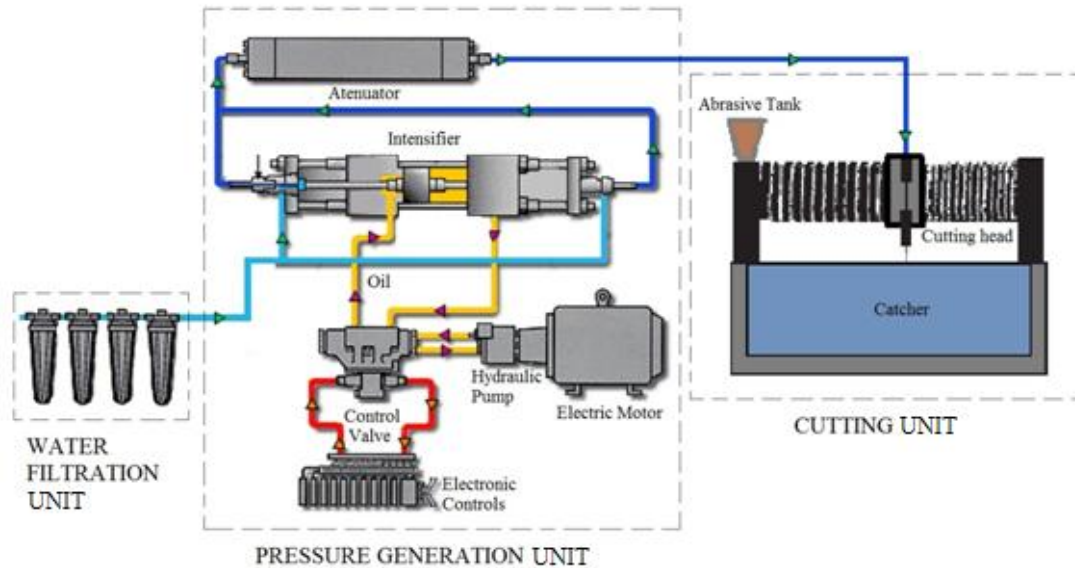 Atenuator
Intensifier
Abrasive Tank
Cutting head
Oil
Catcher
Hydraulic
Pump
Electric Motor
Control
Valve
Electronic
Controls
WATER
FILTRATION
UNIT
CUTTING UNIT
PRESSURE GENERATION UNIT